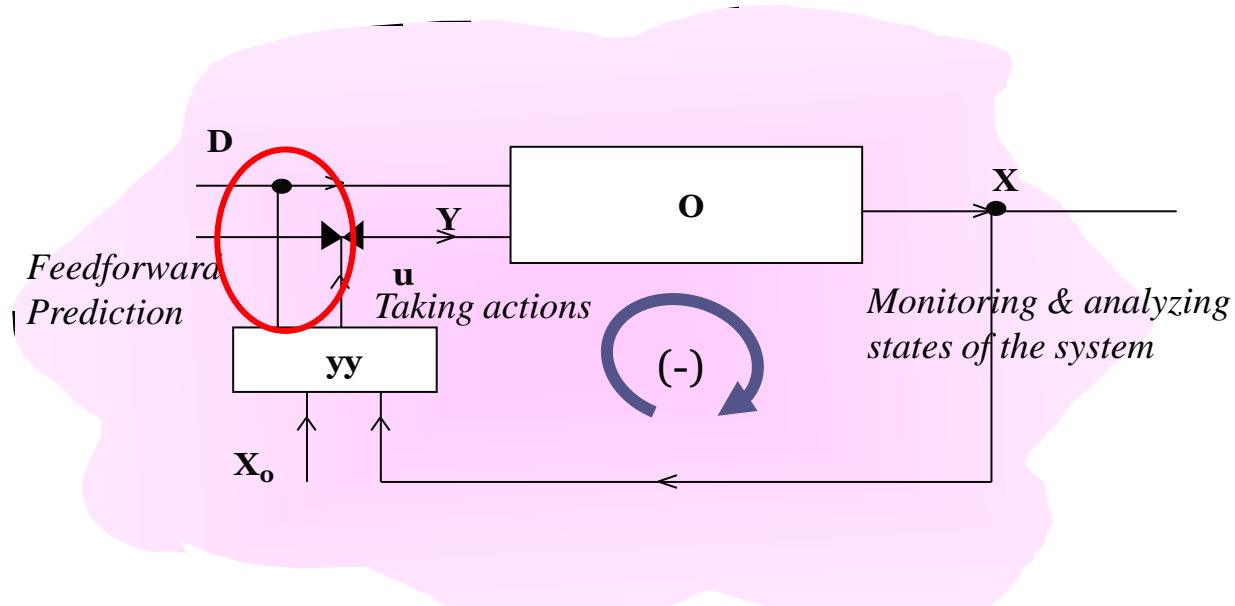 D
X
O
Y
Feedforward
Prediction
u
Taking actions
Monitoring & analyzing
states of the system
yy
(-)
Xₒ